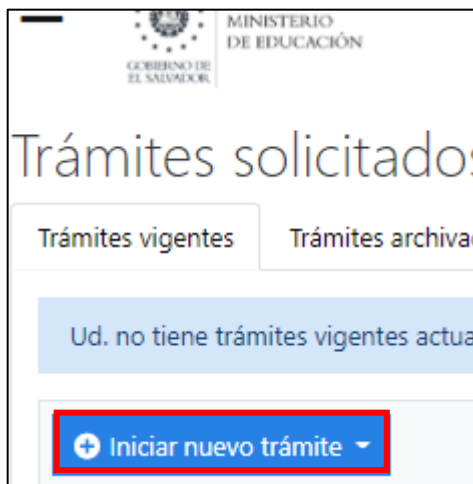 MINISTERIO
DE EDUCACIÓN
GOBIERNO DE
EL SALVADOR
Trámites solicitados
Trámites vigentes
Trámites archiva
Ud. no tiene trámites vigentes actua
Iniciar nuevo trámite